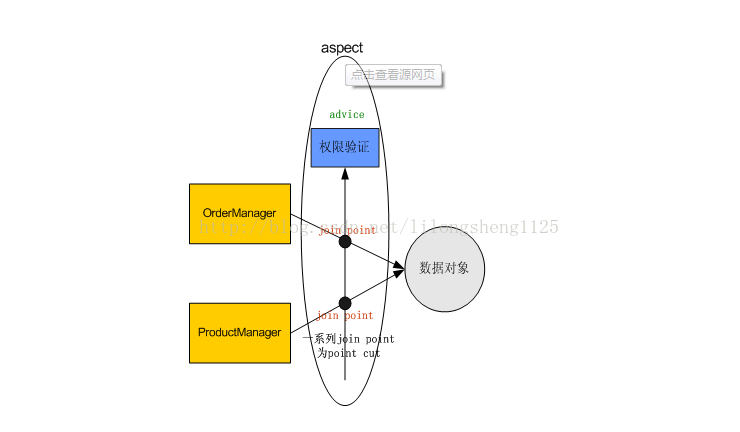 aspect
点击查看源网页
advice
权限验证
OrderManager
http://blog.csdn.net/lilongsheng1125
join point
数据对象
ProductManager
join point
一系列join point
为point cut